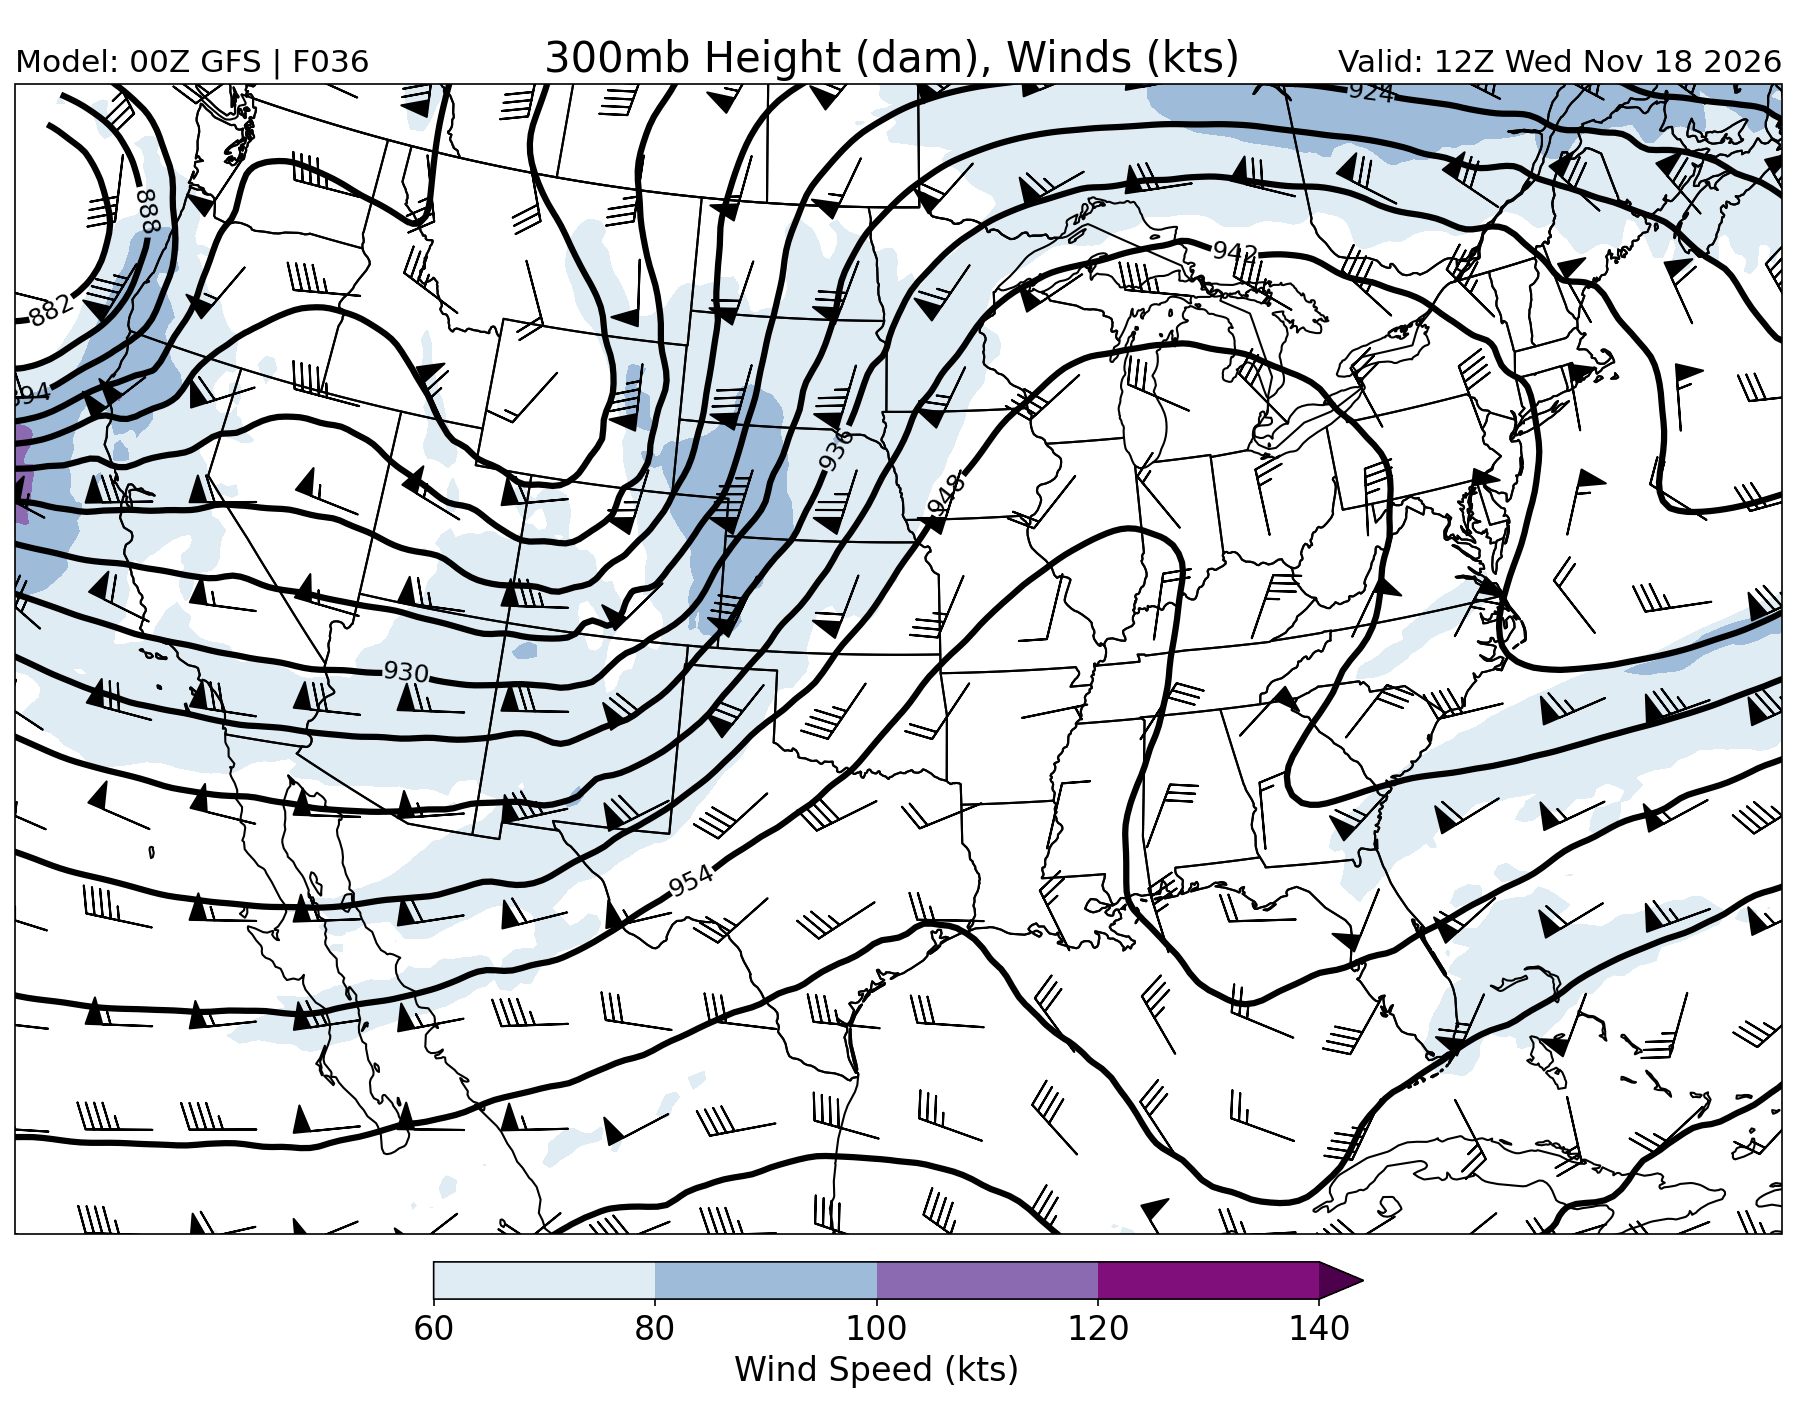 Model: 00Z GFS | F036
300mb Height (dam), Winds (kts)
Valid: 12Z Wed Nov 18 2026
924
888
942
882
894
936
948
930
954
60 80 100 120 140
Wind Speed (kts)